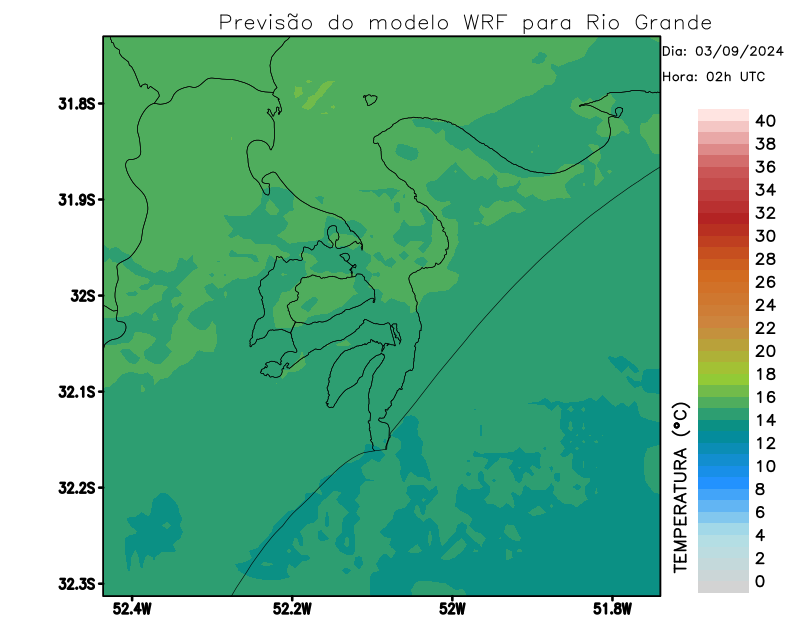 Previsão do modelo WRF para Rio Grande
Dia: 03/09/2024
Hora: 02h UTC
31.8S
31.9S
32S
32.1S
32.2S
32.3S
52.4W
52.2W
52W
51.8W
TEMPERATURA (°C)
40
38
36
34
32
30
28
26
24
22
20
18
16
14
12
10
8
6
4
2
0